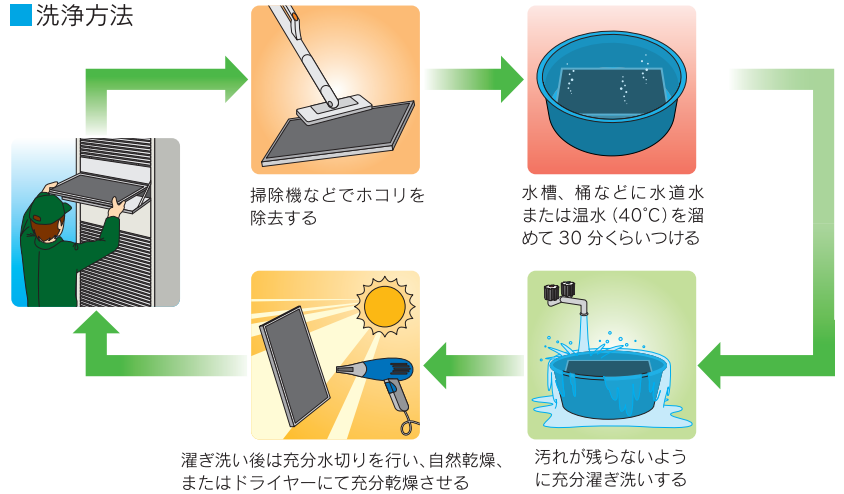 洗浄方法
掃除機などでホコリを
除去する
水槽、桶などに水道水
または温水(40℃)を溜
めて 30 分くらいつける
汚れが残らないよう
に充分濯ぎ洗いする
濯ぎ洗い後は充分水切りを行い、自然乾燥、
またはドライヤーにて充分乾燥させる